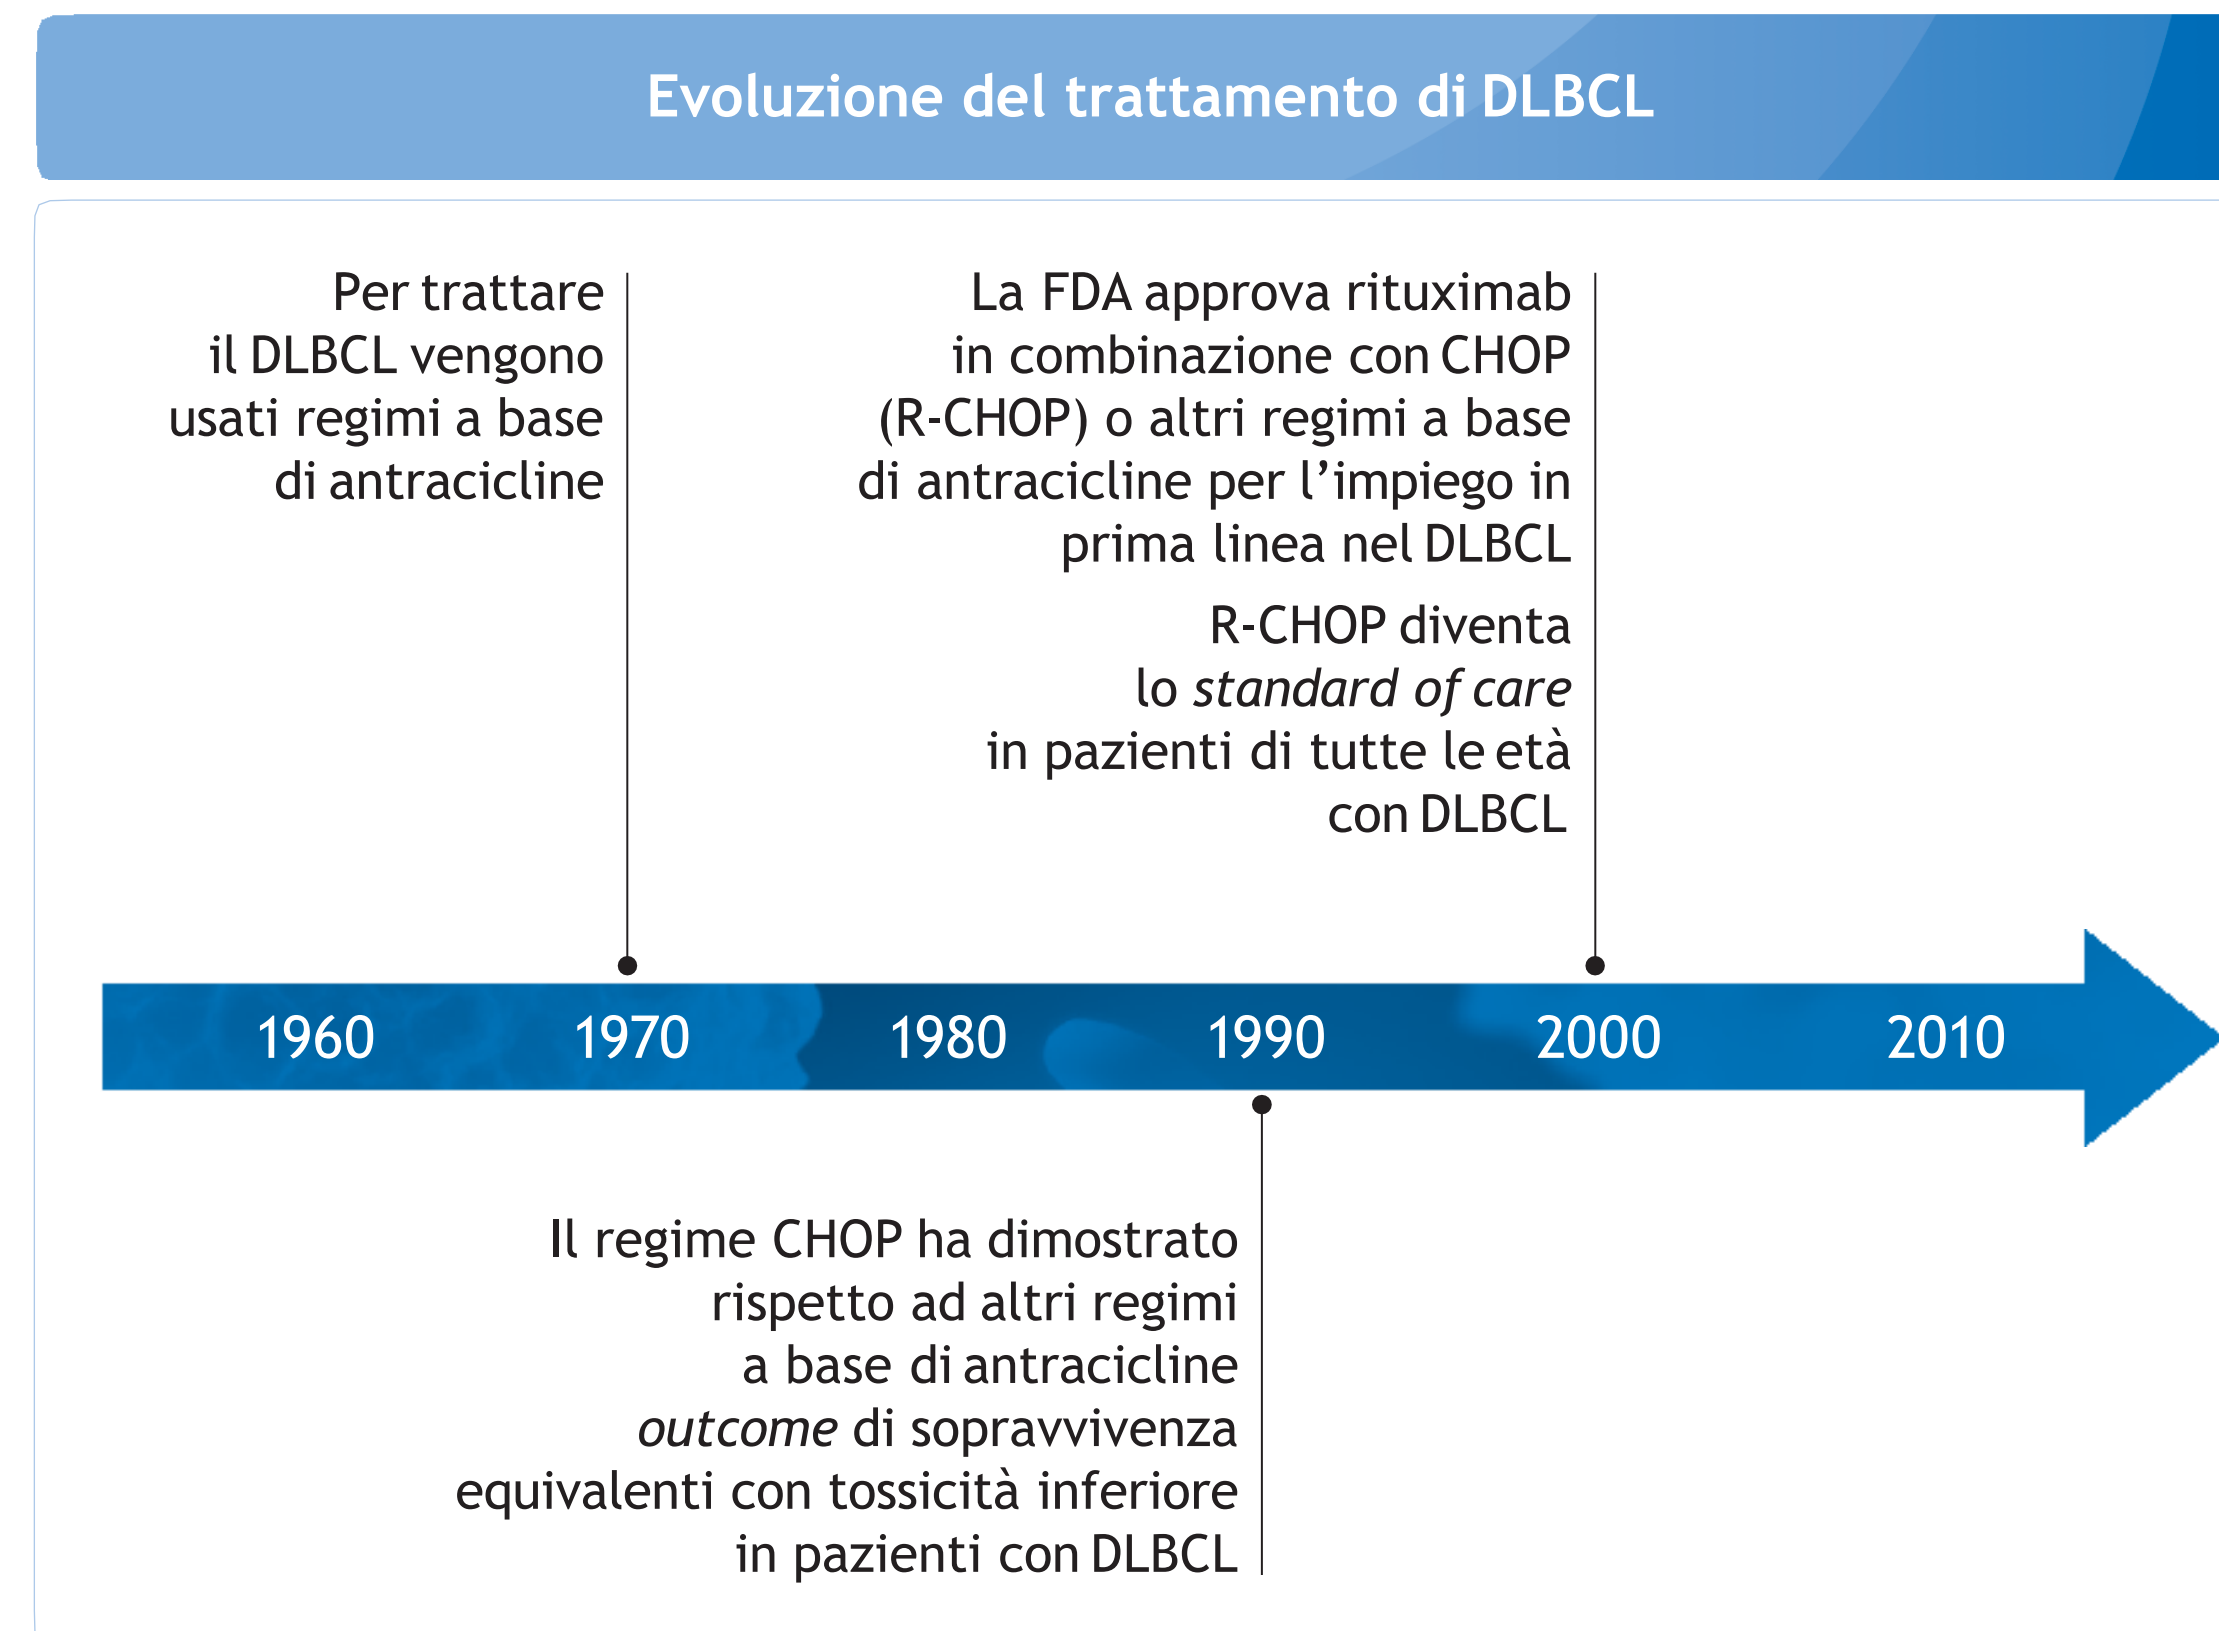 Evoluzione del trattamento di DLBCL
Per trattare
il DLBCL vengono
usati regimi a base
di antracicline
La FDA approva rituximab
in combinazione con CHOP
(R-CHOP) o altri regimi a base
di antracicline per l’impiego in
prima linea nel DLBCL
R-CHOP diventa
lo standard of care
in pazienti di tutte le età
con DLBCL
1960 1970 1980 1990 2000 2010
Il regime CHOP ha dimostrato
rispetto ad altri regimi
a base di antracicline
outcome di sopravvivenza
equivalenti con tossicità inferiore
in pazienti con DLBCL